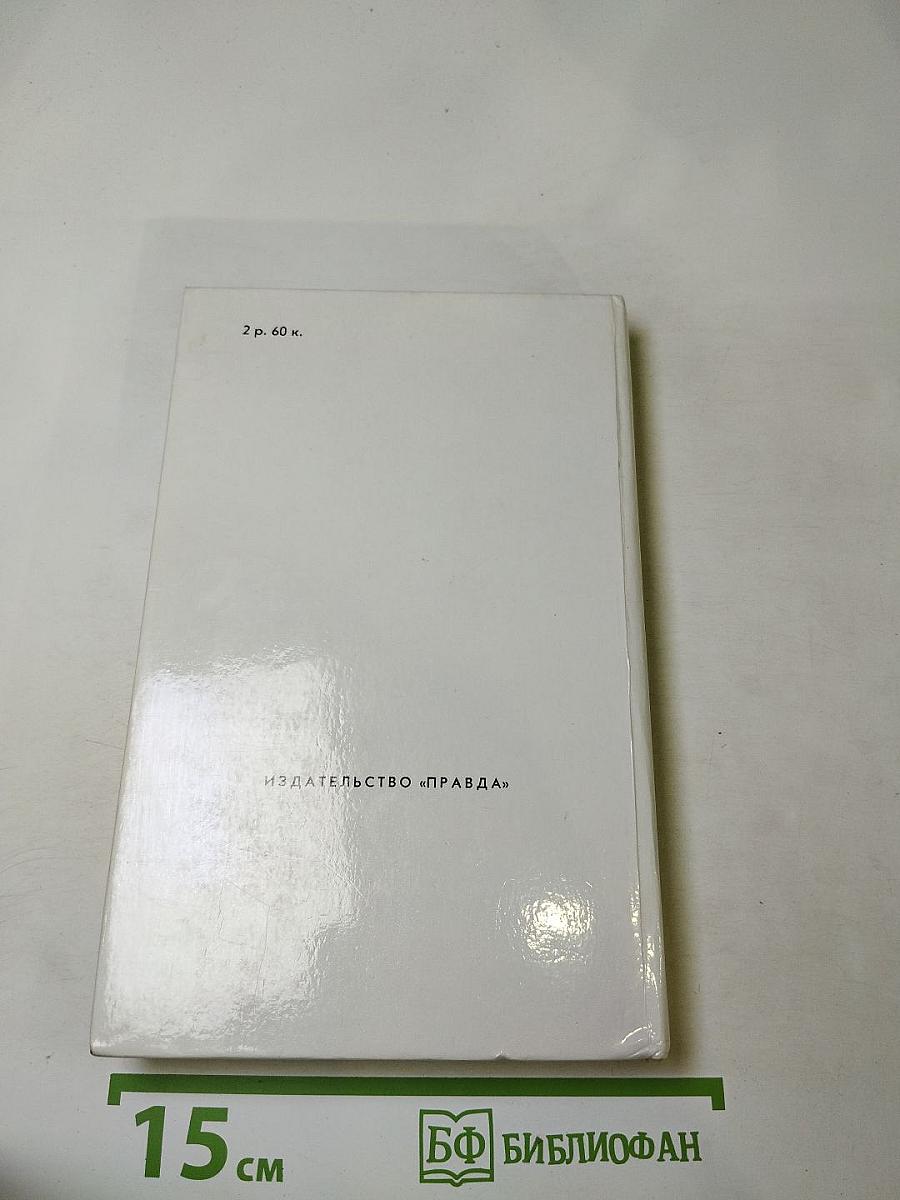 2 р. 60 к.
ИЗДАТЕЛЬСТВО «ПРАВДА»
15 см
БФ БИБЛИОФАН